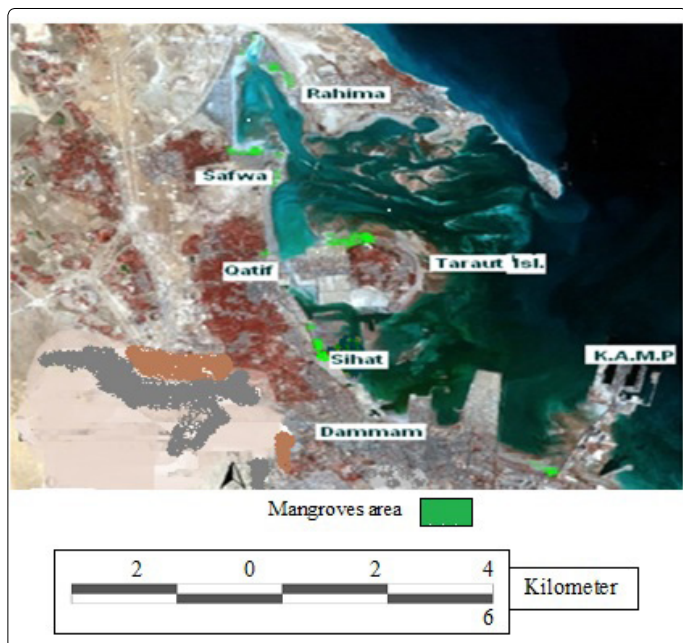 Rahima
Safwa
Qatif
Taraut Isl.
Sihat
K.A.M.P
Dammam
Mangroves area
2 0 2 4
Kilometer
6